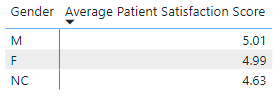 Gender Average Patient Satisfaction Score
M 5.01
F 4.99
NC 4.63